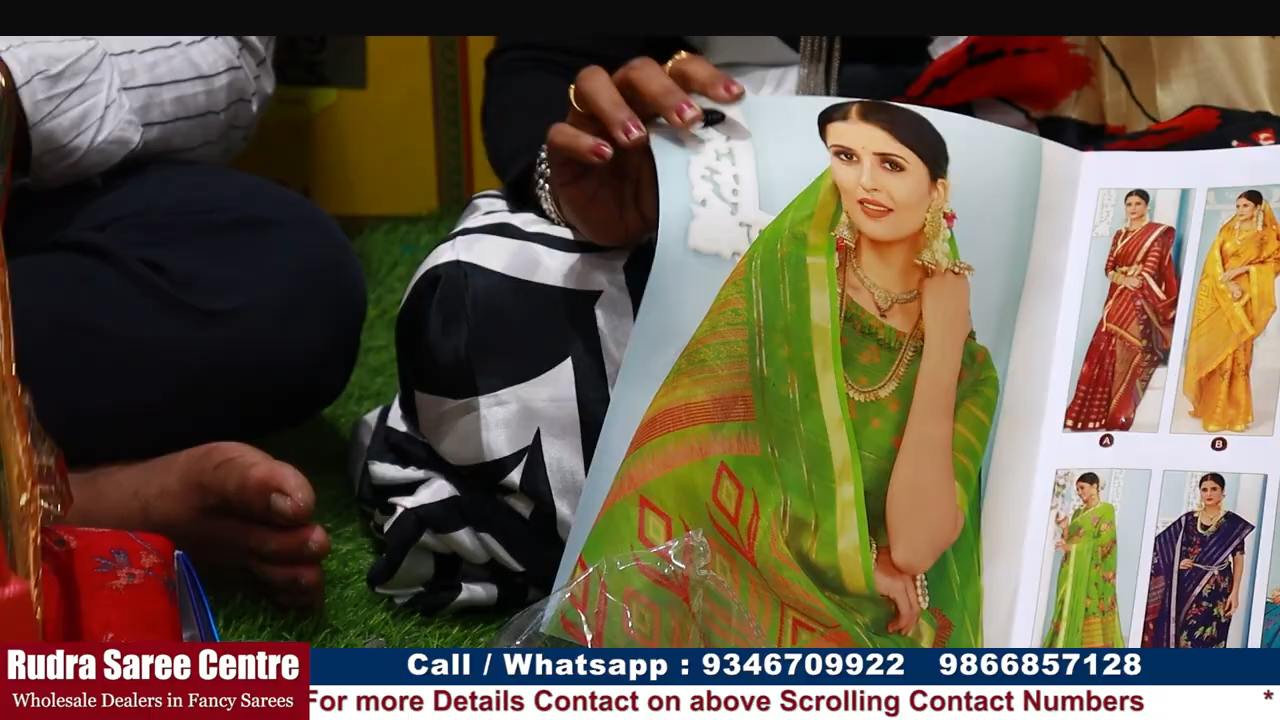 A
B
Rudra Saree Centre
Wholesale Dealers in Fancy Sarees
Call / Whatsapp : 9346709922 9866857128
For more Details Contact on above Scrolling Contact Numbers *